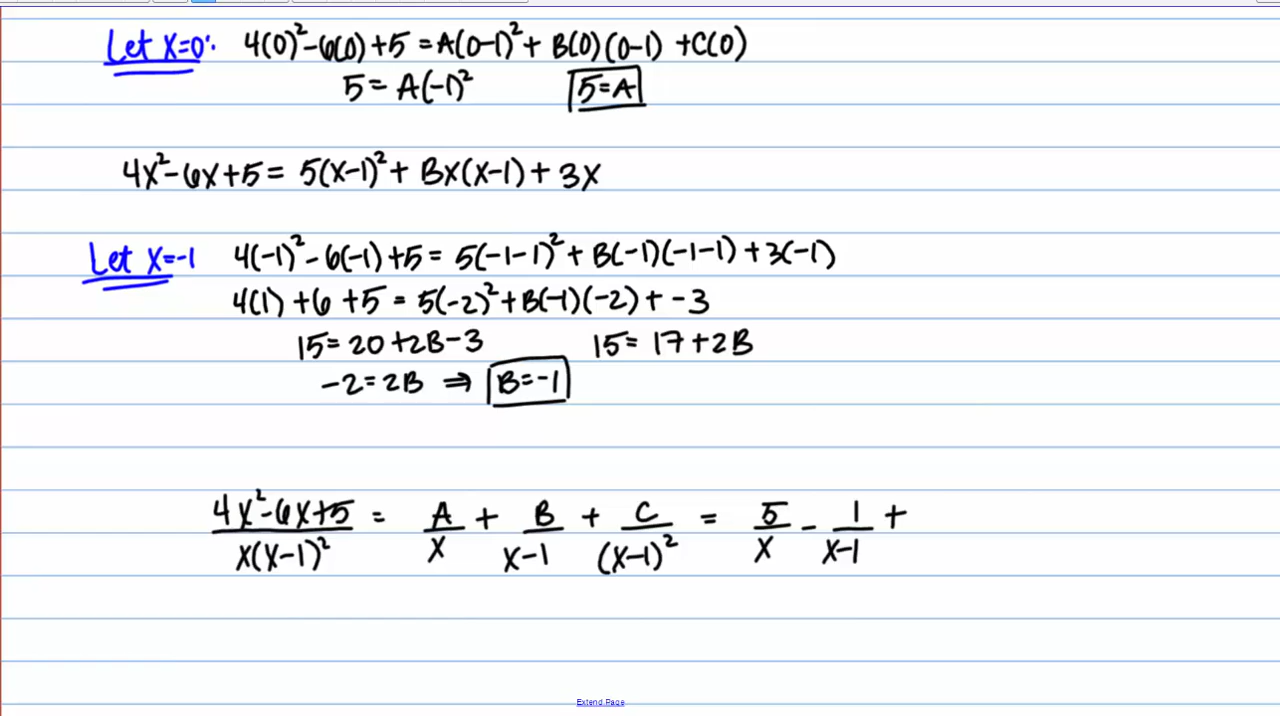 Let x=0: 4(0)²-6(0)+5 = A(0-1)² + B(0)(0-1) + C(0)
5 = A(-1)² 5=A
4x²-6x+5 = 5(x-1)² + Bx(x-1) + 3x
Let x=-1 4(-1)²-6(-1)+5 = 5(-1-1)² + B(-1)(-1-1) + 3(-1)
4(1)+6+5 = 5(-2)²+B(-1)(-2) + -3
15=20+2B-3 15= 17+2B
-2=2B ⇒ B=-1
4x²-6x+5/x(x-1)² = A/x + B/x-1 + C/(x-1)² = 5/x - 1/x-1 +
Extend Page